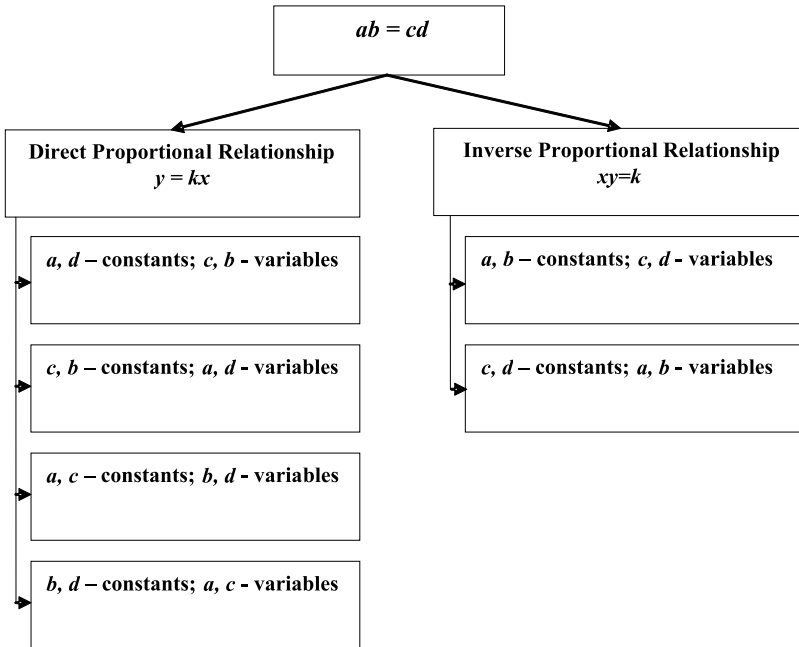 ab = cd
Direct Proportional Relationship
y = kx
a, d – constants; c, b - variables
c, b – constants; a, d - variables
a, c – constants; b, d - variables
b, d – constants; a, c - variables
Inverse Proportional Relationship
xy=k
a, b – constants; c, d - variables
c, d – constants; a, b - variables